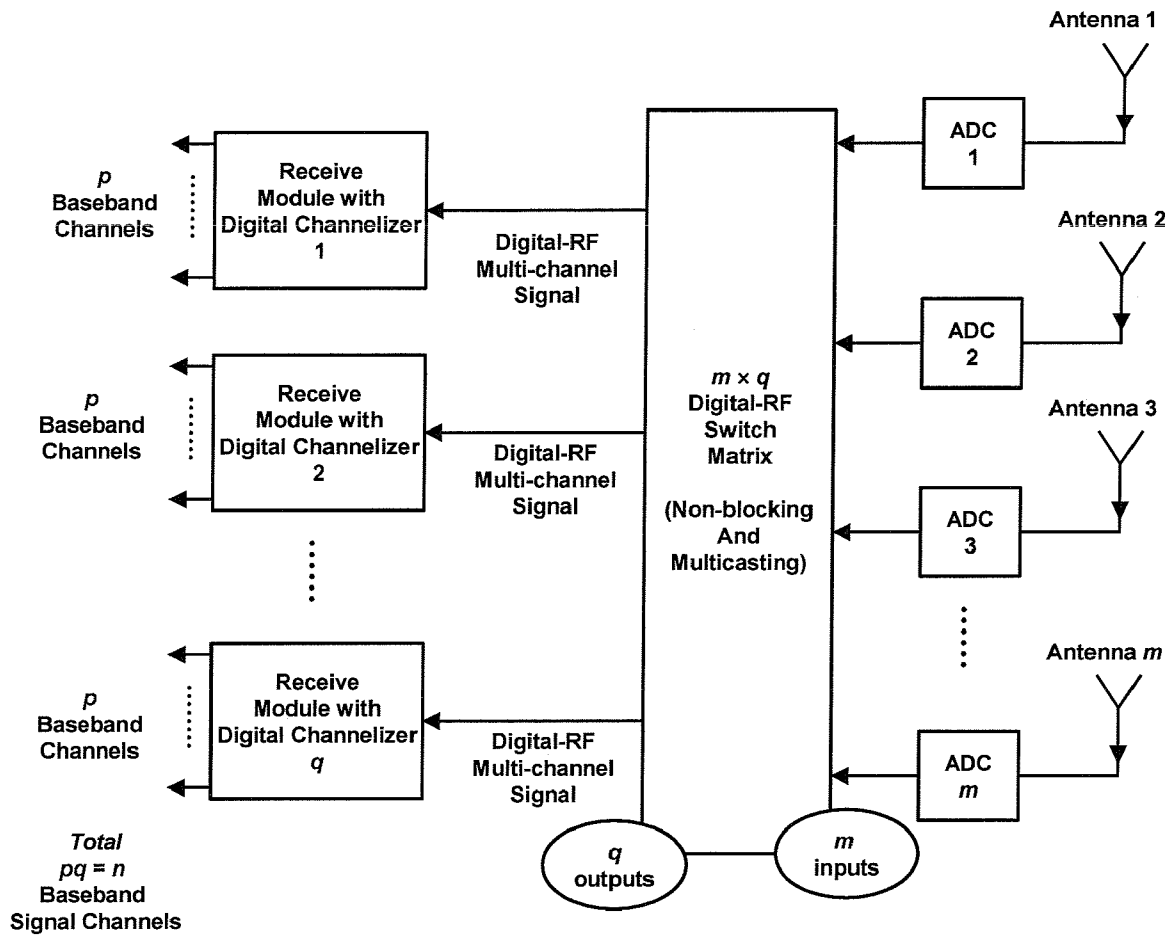 Antenna 1
ADC
1
Antenna 2
ADC
2
Antenna 3
ADC
3
Antenna m
ADC
m
m × q
Digital-RF
Switch
Matrix
(Non-blocking
And
Multicasting)
m
inputs
q
outputs
Digital-RF
Multi-channel
Signal
Receive
Module with
Digital Channelizer
1
p
Baseband
Channels
Digital-RF
Multi-channel
Signal
Receive
Module with
Digital Channelizer
2
p
Baseband
Channels
Digital-RF
Multi-channel
Signal
Receive
Module with
Digital Channelizer
q
p
Baseband
Channels
Total
pq = n
Baseband
Signal Channels